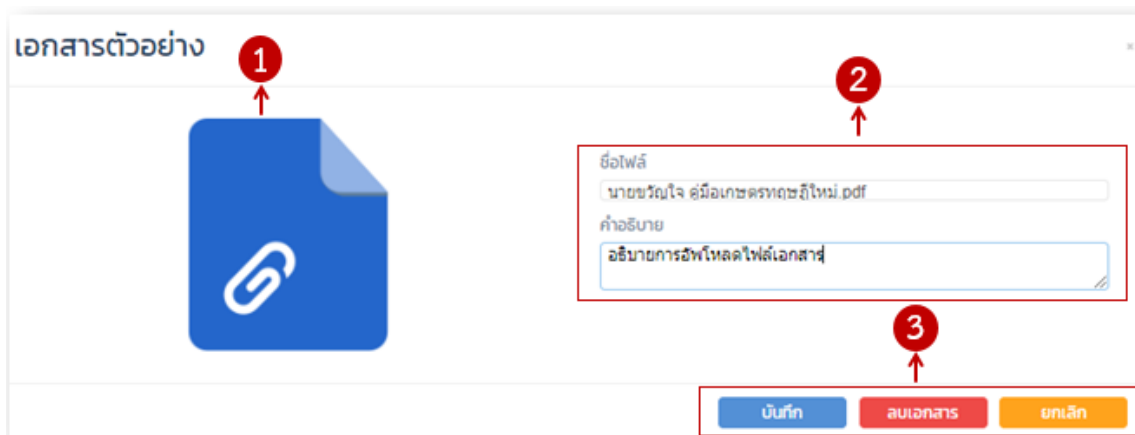 เอกสารตัวอย่าง
×
1
2
ชื่อไฟล์
นายขวัญใจ คู่มือเกษตรทฤษฎีใหม่.pdf
คำอธิบาย
อธิบายการอัพโหลดไฟล์เอกสาร
3
บันทึก ลบเอกสาร ยกเลิก